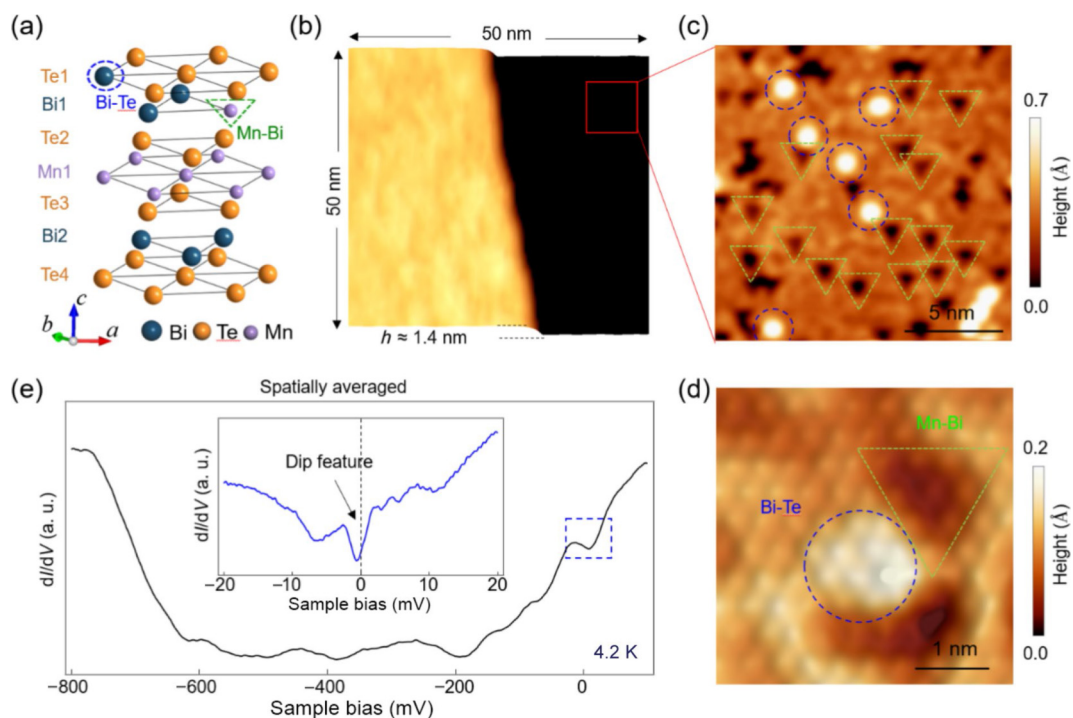 (a)
Te1
Bi1
Te2
Mn1
Te3
Bi2
Te4
Bi-Te
Mn-Bi
c
b
a
Bi
Te
Mn
(b)
50 nm
50 nm
h ≈ 1.4 nm
(c)
5 nm
0.7
Height (Å)
0.0
(e)
Spatially averaged
dI/dV (a. u.)
dI/dV (a. u.)
Dip feature
−20
−10
0
10
20
Sample bias (mV)
4.2 K
−800
−600
−400
−200
0
Sample bias (mV)
(d)
Mn-Bi
Bi-Te
1 nm
0.2
Height (Å)
0.0